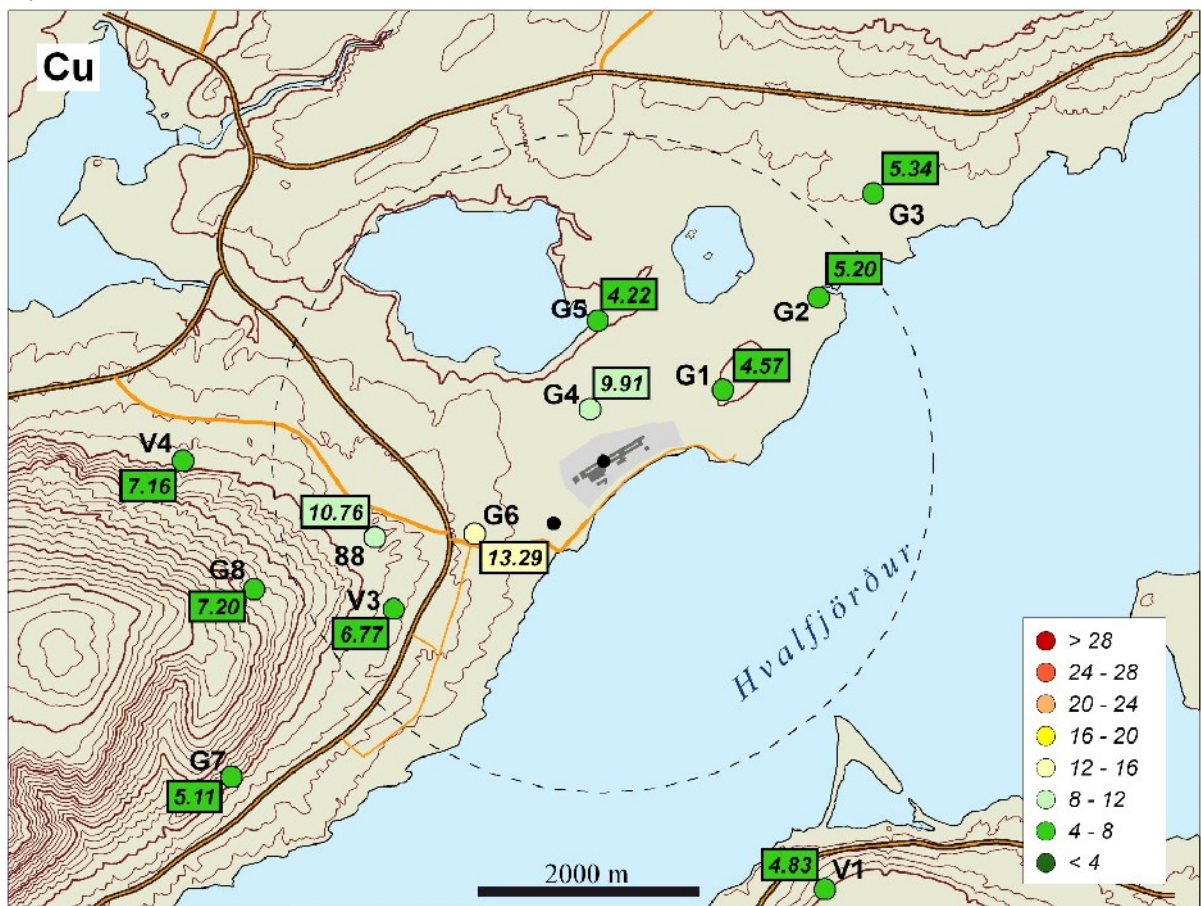 Cu
5.34
G3
5.20
G2
4.22
G5
4.57
G1
9.91
G4
V4
7.16
10.76
88
G6
13.29
G8
7.20
V3
6.77
Hvalfjörður
G7
5.11
4.83
V1
2000 m
> 28
24 - 28
20 - 24
16 - 20
12 - 16
8 - 12
4 - 8
< 4